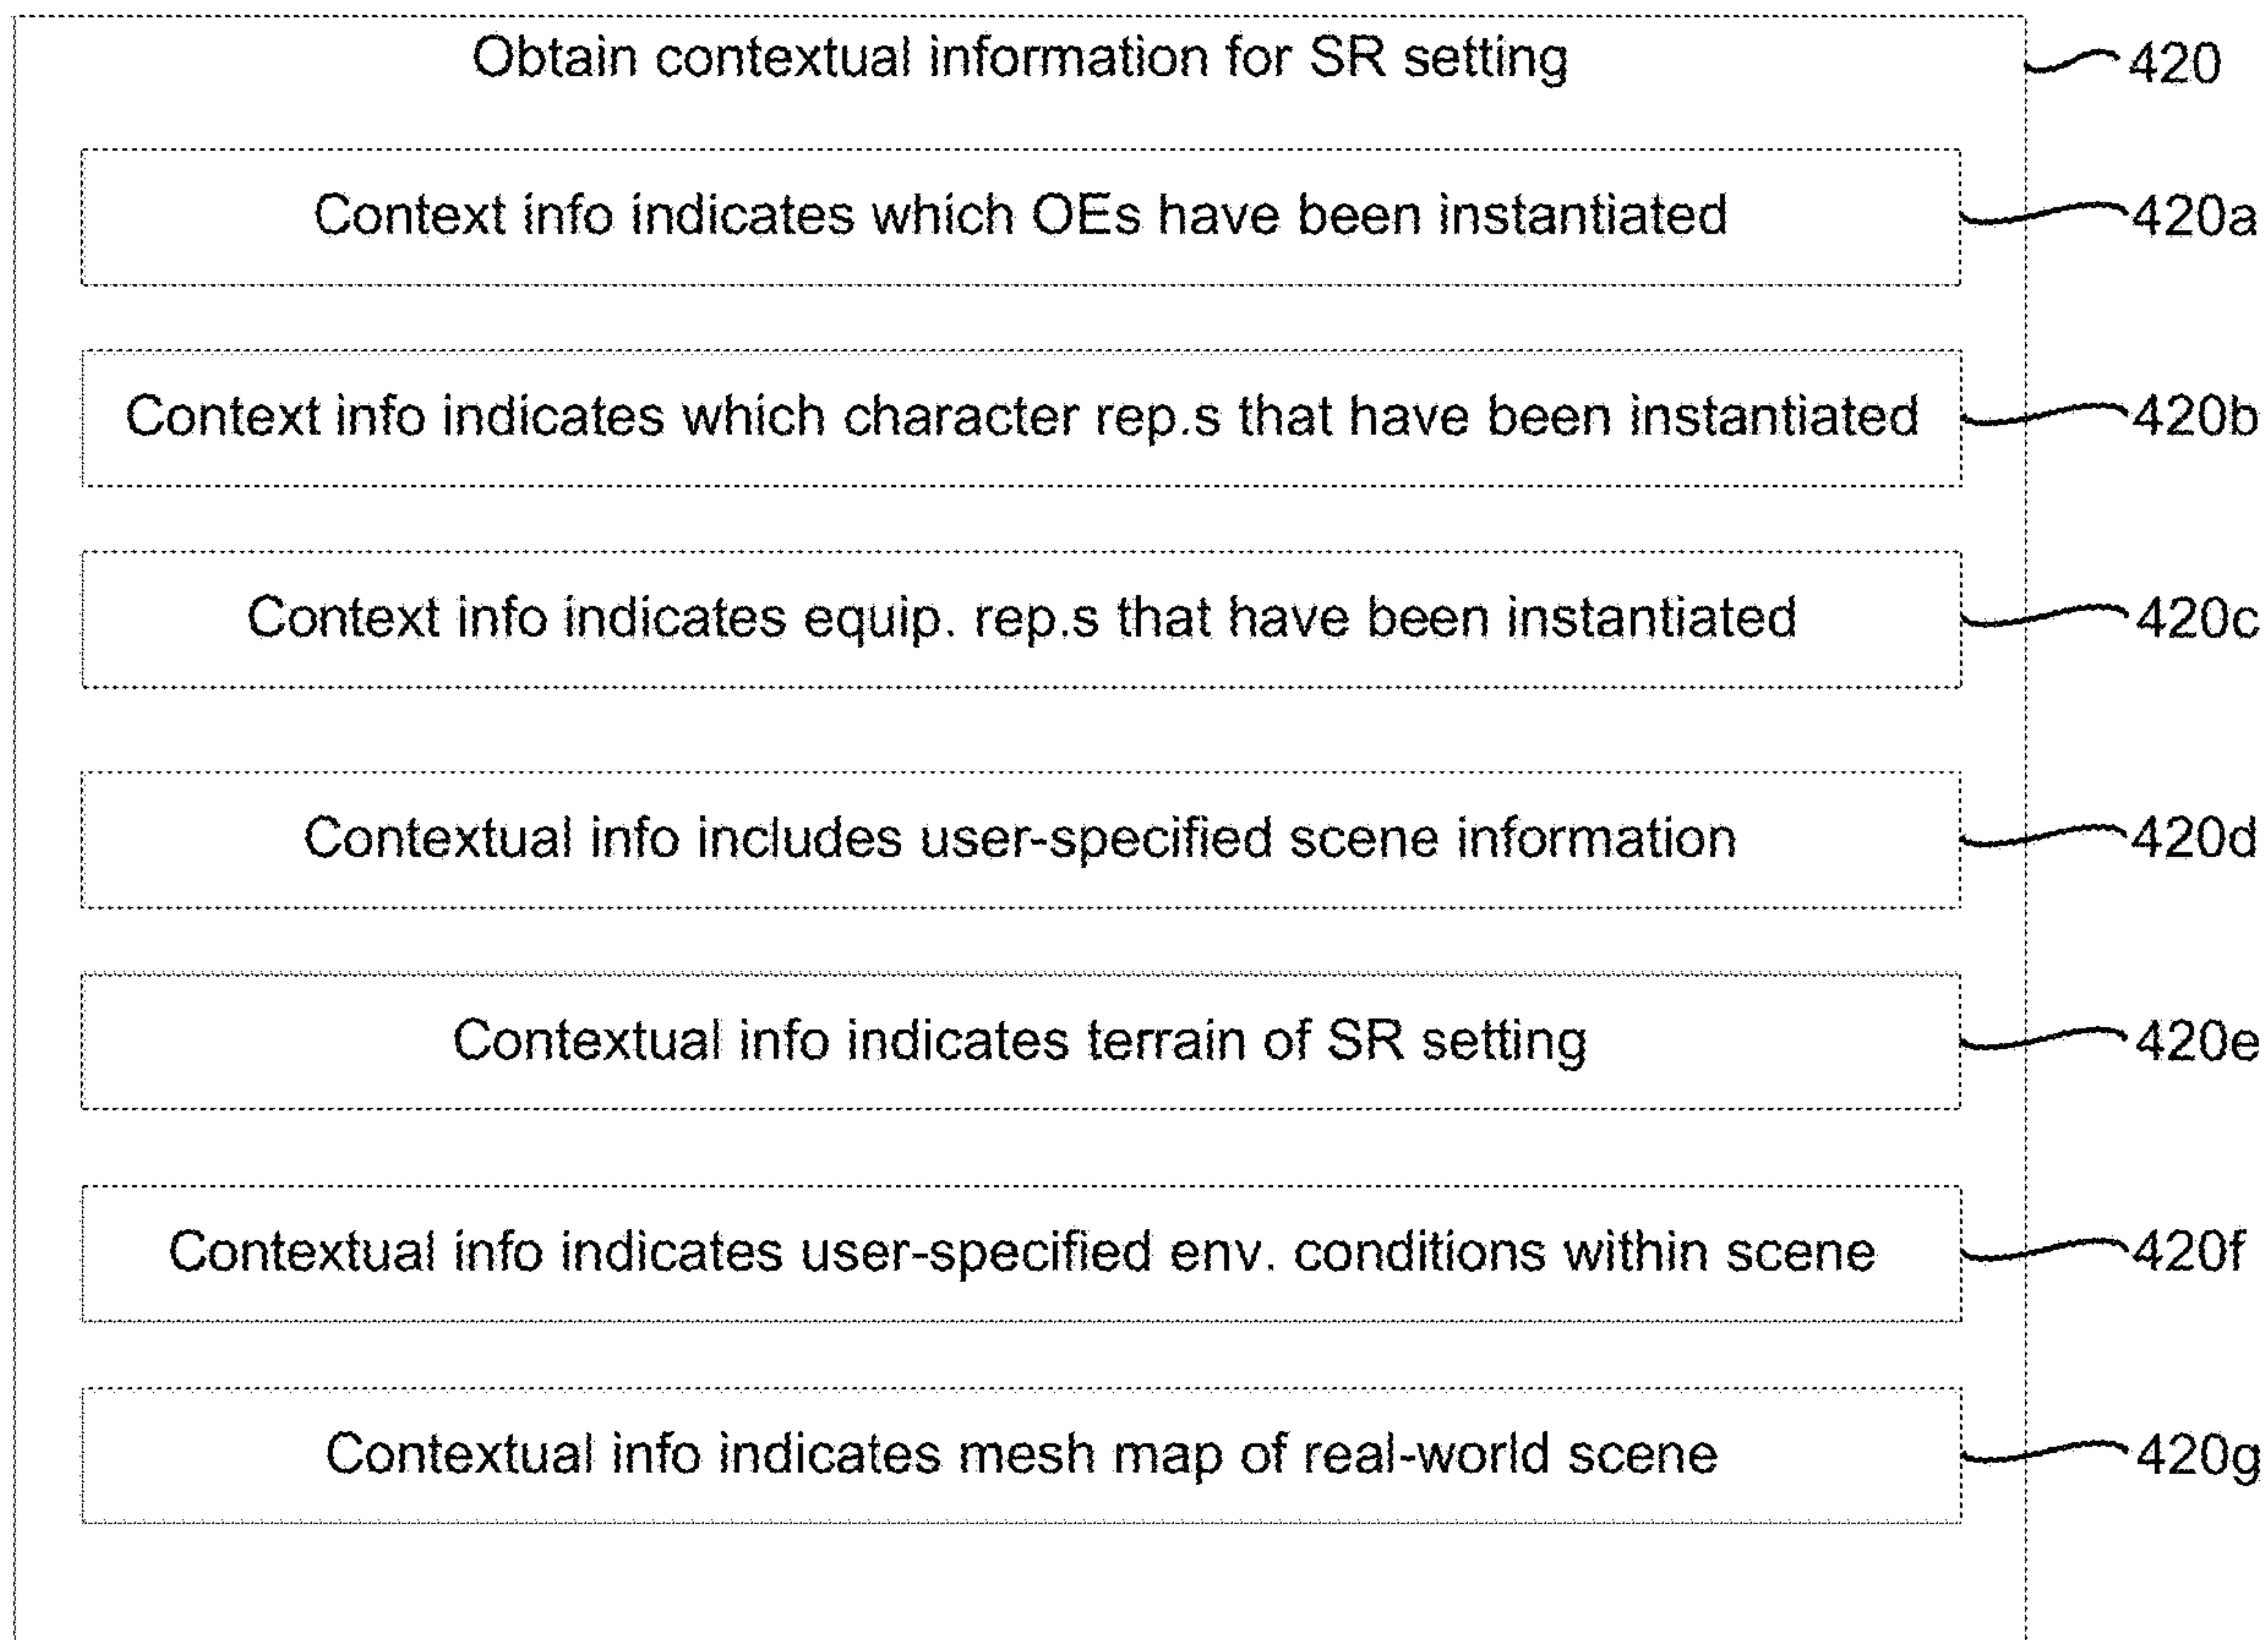 Obtain contextual information for SR setting 420
Context info indicates which OEs have been instantiated 420a
Context info indicates which character rep.s that have been instantiated 420b
Context info indicates equip. rep.s that have been instantiated 420c
Contextual info includes user-specified scene information 420d
Contextual info indicates terrain of SR setting 420e
Contextual info indicates user-specified env. conditions within scene 420f
Contextual info indicates mesh map of real-world scene 420g